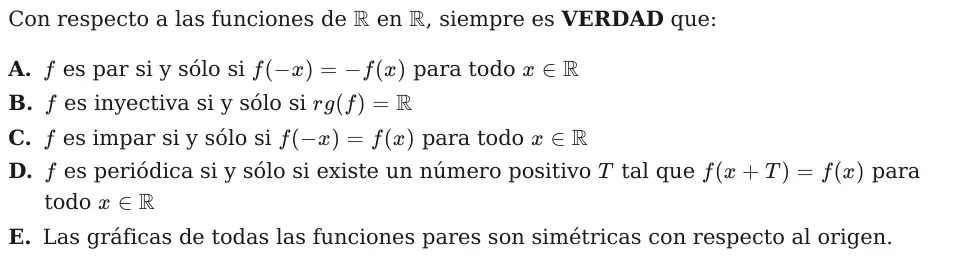 Con respecto a las funciones de ℝ en ℝ, siempre es VERDAD que:
A. f es par si y sólo si f(−x) = −f(x) para todo x ∈ ℝ
B. f es inyectiva si y sólo si rg(f) = ℝ
C. f es impar si y sólo si f(−x) = f(x) para todo x ∈ ℝ
D. f es periódica si y sólo si existe un número positivo T tal que f(x + T) = f(x) para
todo x ∈ ℝ
E. Las gráficas de todas las funciones pares son simétricas con respecto al origen.